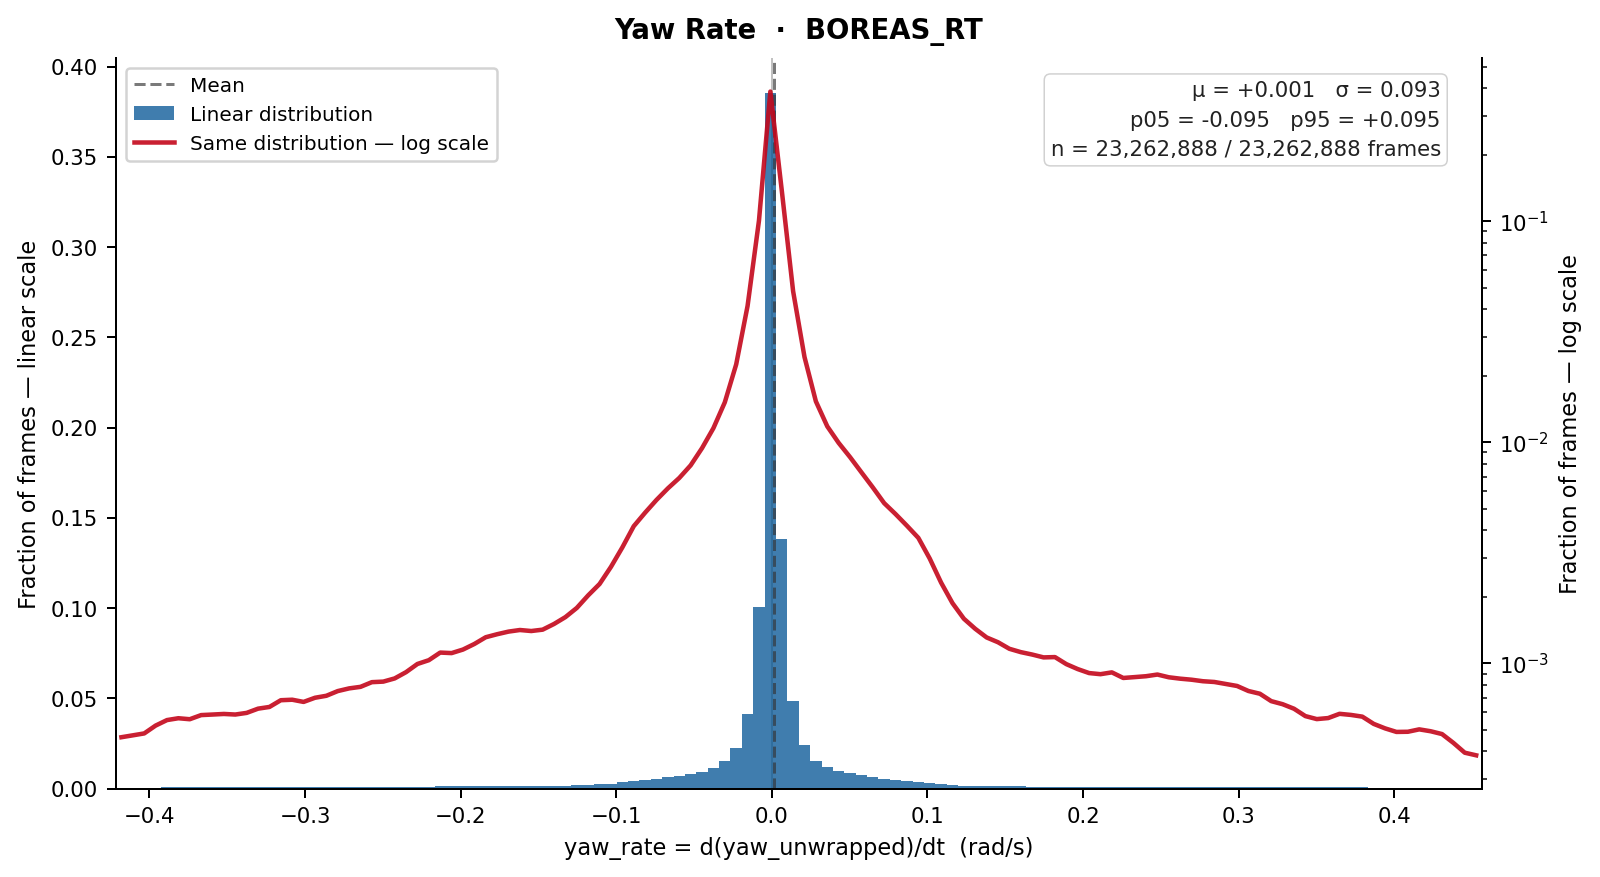 Yaw Rate · BOREAS_RT
Mean
Linear distribution
Same distribution — log scale
μ = +0.001 σ = 0.093
p05 = -0.095 p95 = +0.095
n = 23,262,888 / 23,262,888 frames
Fraction of frames — linear scale
0.40
0.35
0.30
0.25
0.20
0.15
0.10
0.05
0.00
10⁻¹
10⁻²
10⁻³
Fraction of frames — log scale
−0.4 −0.3 −0.2 −0.1 0.0 0.1 0.2 0.3 0.4
yaw_rate = d(yaw_unwrapped)/dt (rad/s)